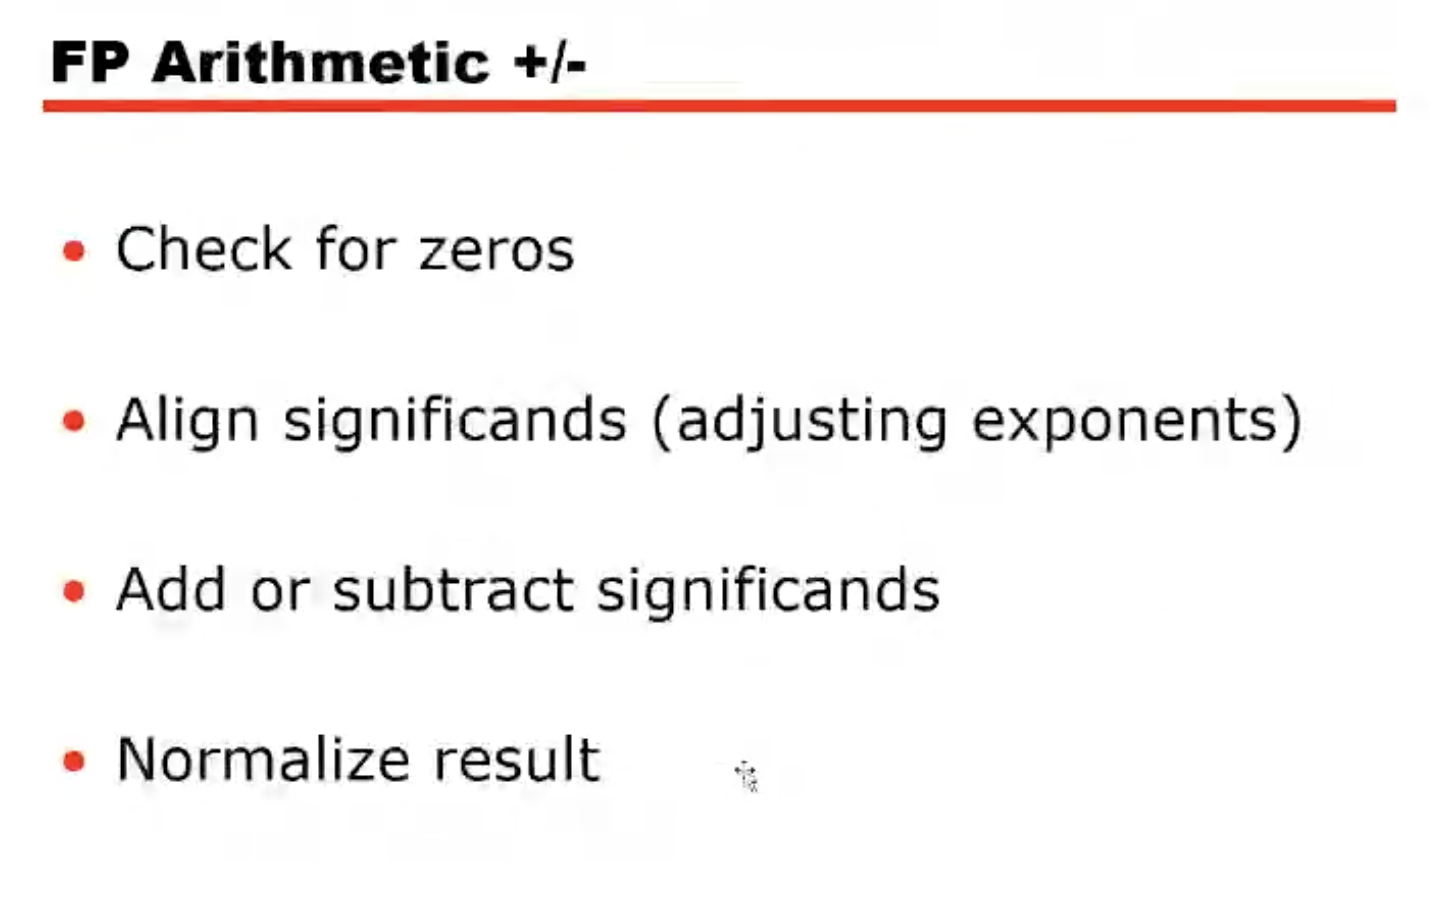 FP Arithmetic +/-
• Check for zeros
• Align significands (adjusting exponents)
• Add or subtract significands
• Normalize result